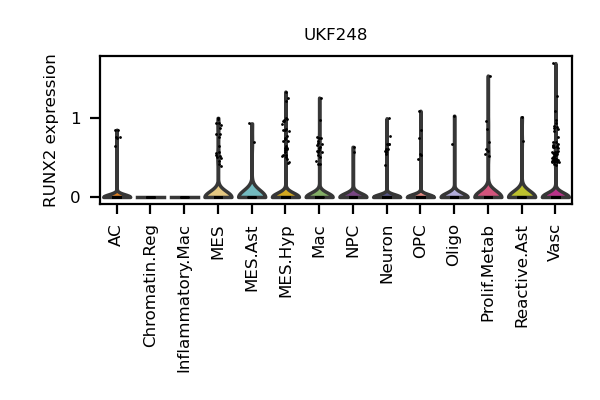 UKF248
RUNX2 expression
1
0
AC
Chromatin.Reg
Inflammatory.Mac
MES
MES.Ast
MES.Hyp
Mac
NPC
Neuron
OPC
Oligo
Prolif.Metab
Reactive.Ast
Vasc